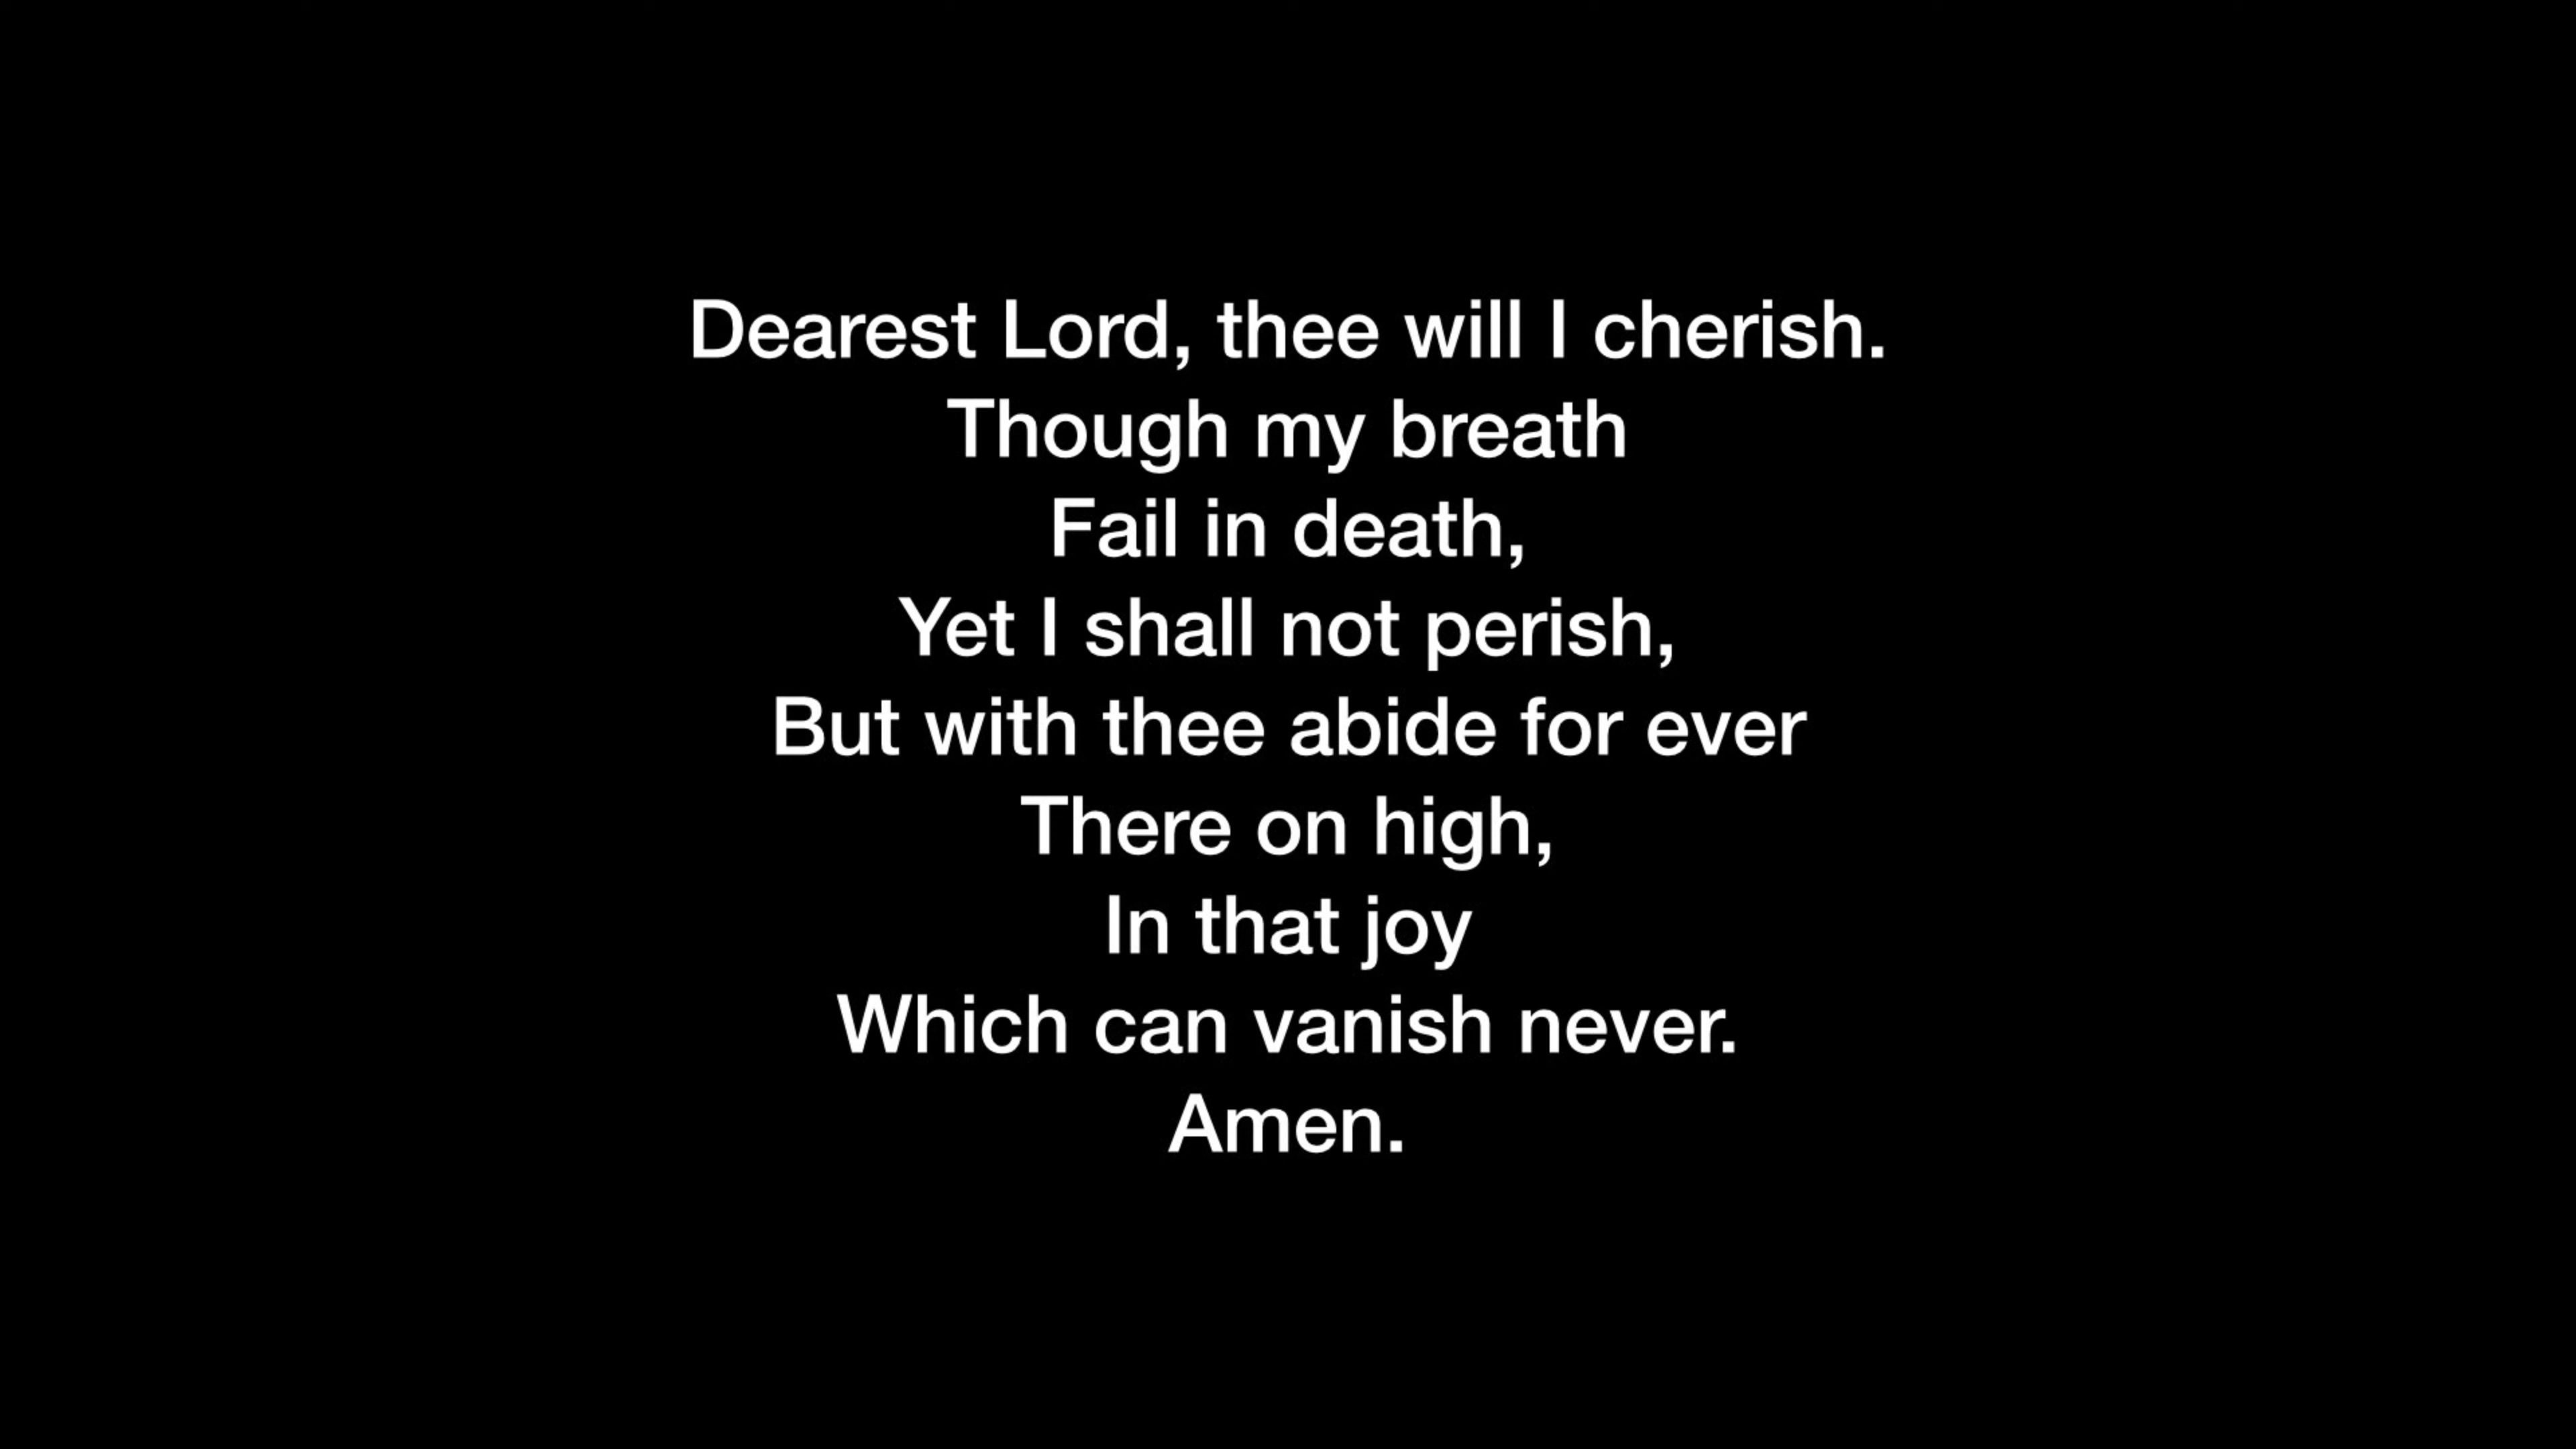 Dearest Lord, thee will I cherish.
Though my breath
Fail in death,
Yet I shall not perish,
But with thee abide for ever
There on high,
In that joy
Which can vanish never.
Amen.